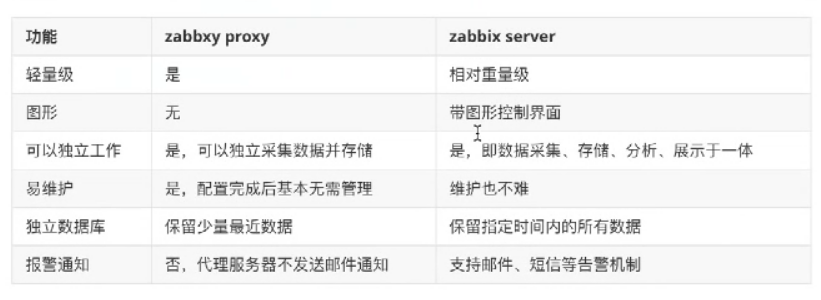 功能 zabbxy proxy zabbix server
轻量级 是 相对重量级
图形 无 带图形控制界面
可以独立工作 是，可以独立采集数据并存储 是，即数据采集、存储、分析、展示于一体
易维护 是，配置完成后基本无需管理 维护也不难
独立数据库 保留少量最近数据 保留指定时间内的所有数据
报警通知 否，代理服务器不发送邮件通知 支持邮件、短信等告警机制